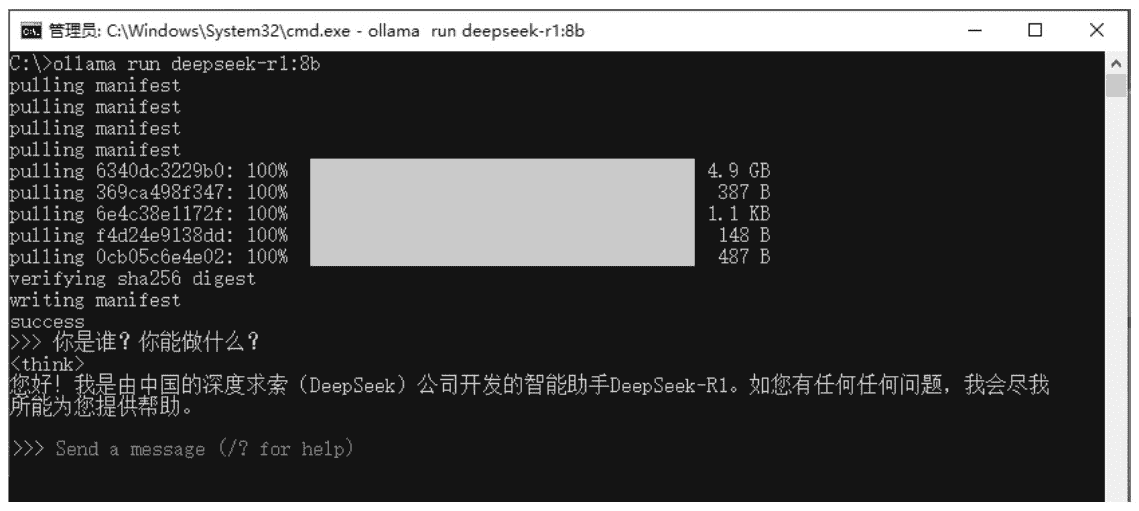 管理员: C:\Windows\System32\cmd.exe - ollama  run deepseek-r1:8b
C:\>ollama run deepseek-r1:8b
pulling manifest
pulling manifest
pulling manifest
pulling manifest
pulling 6340dc3229b0: 100% 4.9 GB
pulling 369ca498f347: 100% 387 B
pulling 6e4c38e1172f: 100% 1.1 KB
pulling f4d24e9138dd: 100% 148 B
pulling 0cb05c6e4e02: 100% 487 B
verifying sha256 digest
writing manifest
success
>>> 你是谁？你能做什么？
<think>
您好！我是由中国的深度求索（DeepSeek）公司开发的智能助手DeepSeek-R1。如您有任何任何问题，我会尽我
所能为您提供帮助。
>>> Send a message (/? for help)